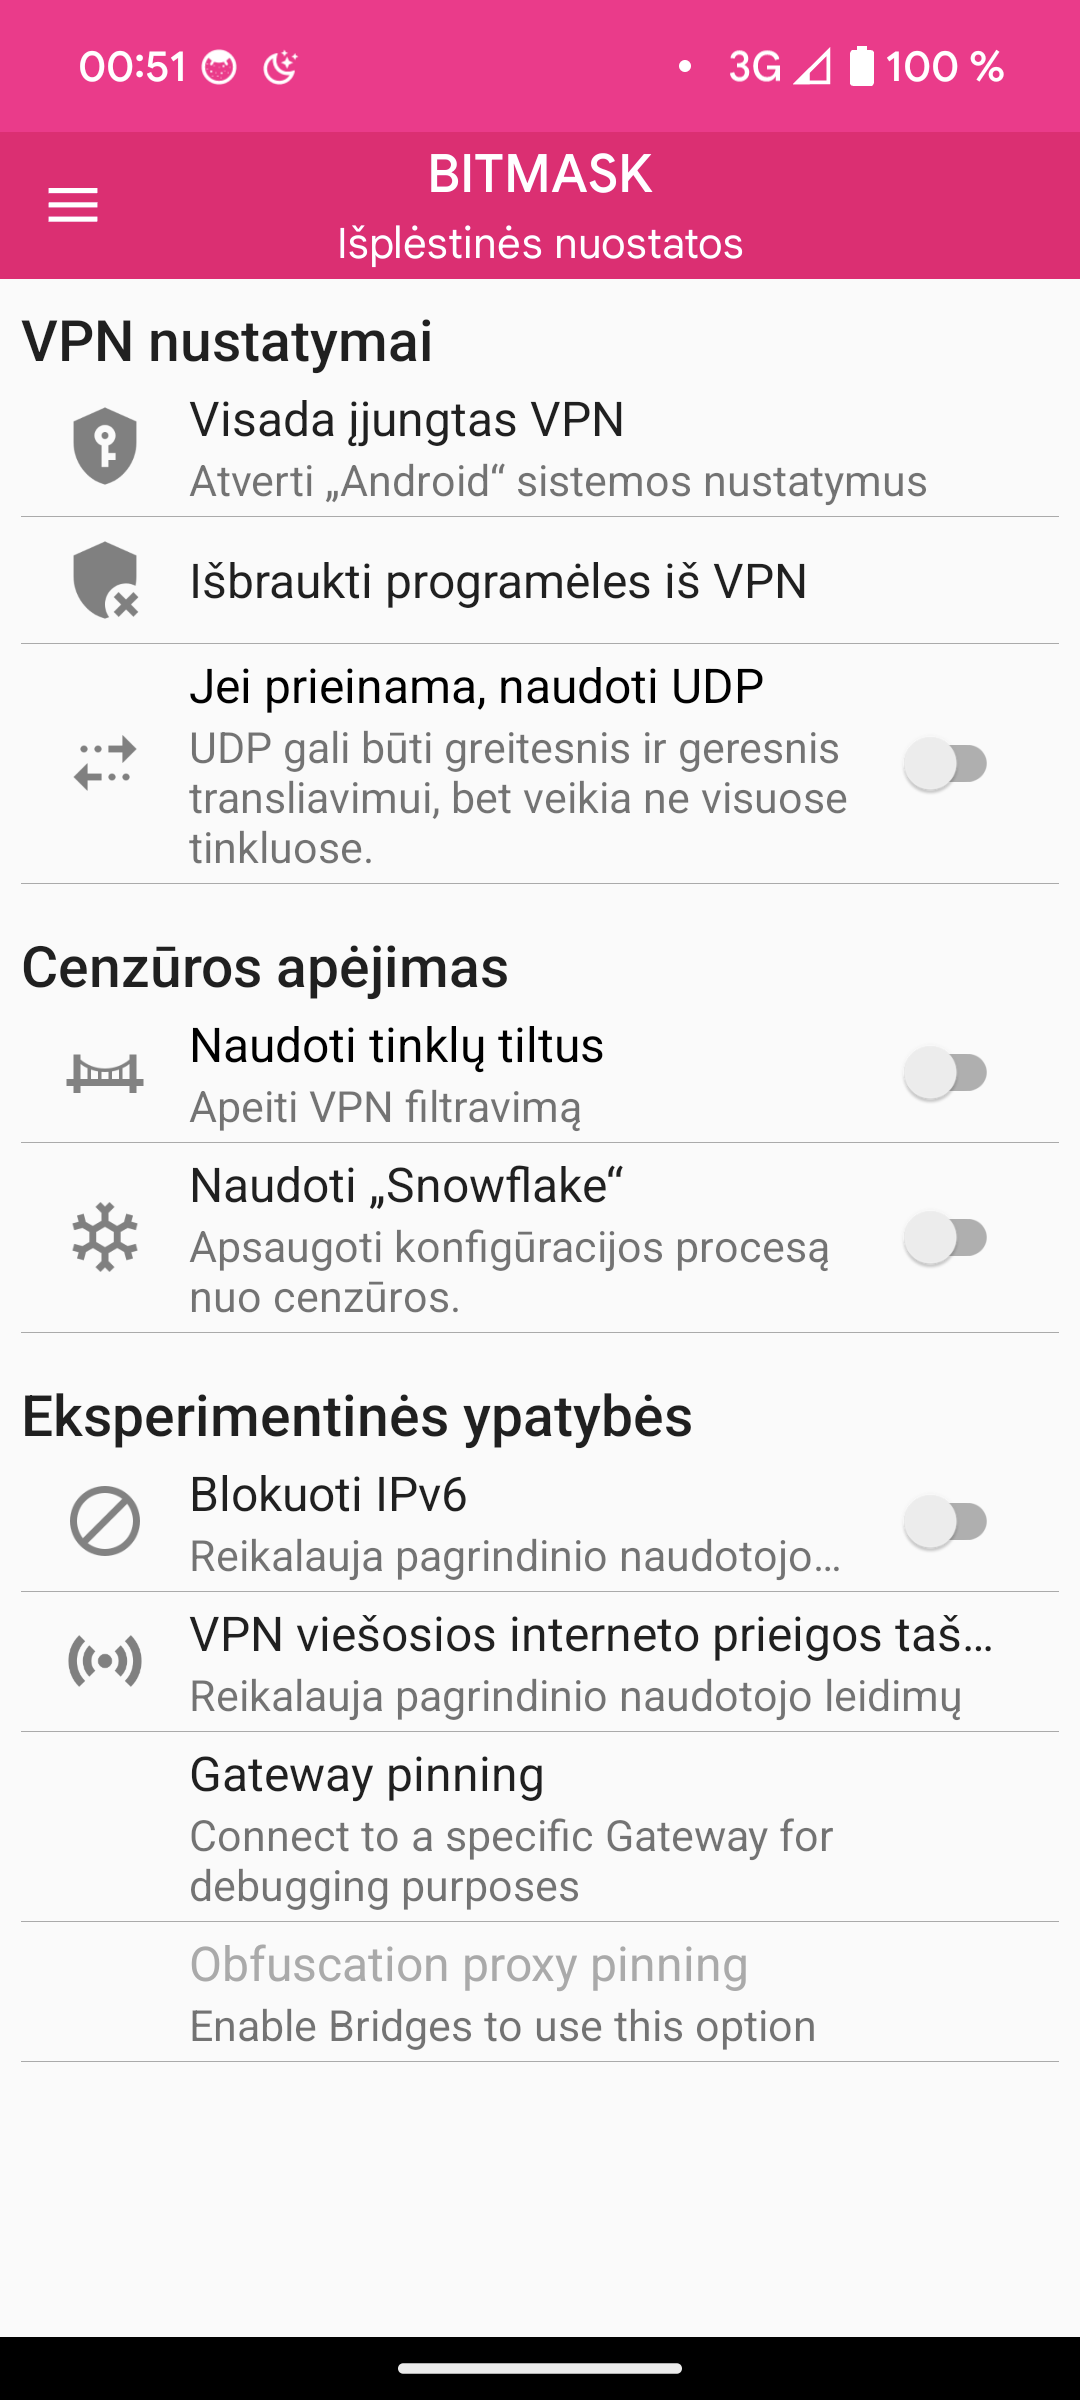 00:51
3G
100 %
BITMASK
Išplėstinės nuostatos
VPN nustatymai
Visada įjungtas VPN
Atverti „Android“ sistemos nustatymus
Išbraukti programėles iš VPN
Jei prieinama, naudoti UDP
UDP gali būti greitesnis ir geresnis
transliavimui, bet veikia ne visuose
tinkluose.
Cenzūros apėjimas
Naudoti tinklų tiltus
Apeiti VPN filtravimą
Naudoti „Snowflake“
Apsaugoti konfigūracijos procesą
nuo cenzūros.
Eksperimentinės ypatybės
Blokuoti IPv6
Reikalauja pagrindinio naudotojo…
VPN viešosios interneto prieigos taš…
Reikalauja pagrindinio naudotojo leidimų
Gateway pinning
Connect to a specific Gateway for
debugging purposes
Obfuscation proxy pinning
Enable Bridges to use this option